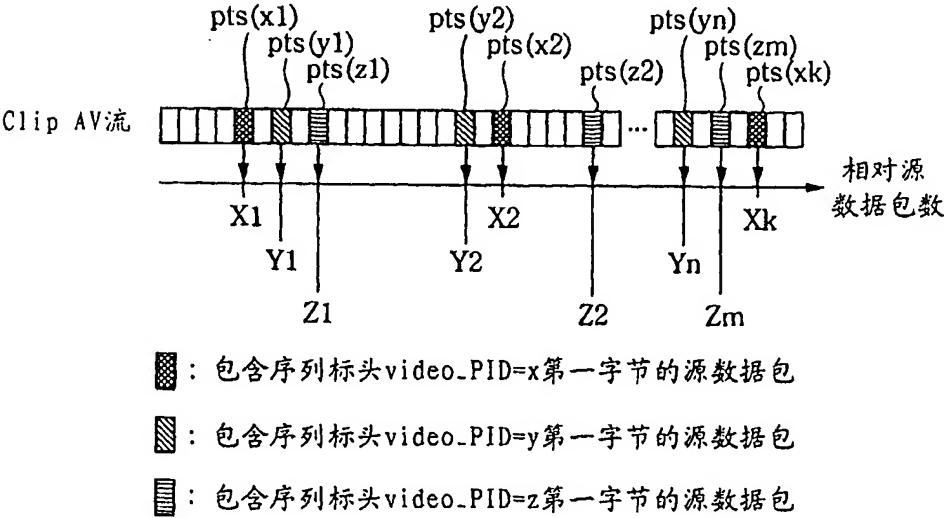 pts(x1)
pts(y1)
pts(z1)
pts(y2)
pts(x2)
pts(z2)
pts(yn)
pts(zm)
pts(xk)
Clip AV流
...
相对源
数据包数
X1
Y1
Z1
Y2
X2
Z2
Yn
Zm
Xk
: 包含序列标头video_PID=x第一字节的源数据包
: 包含序列标头video_PID=y第一字节的源数据包
: 包含序列标头video_PID=z第一字节的源数据包